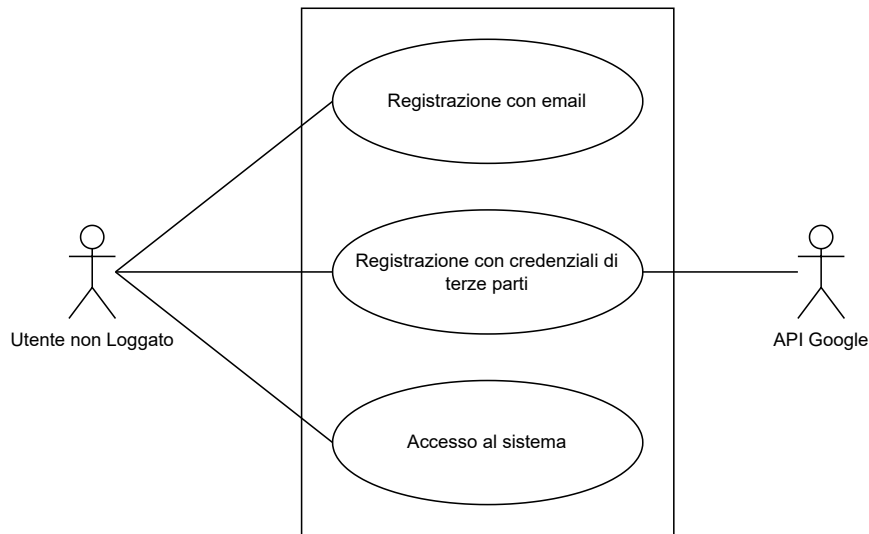 Registrazione con email
Registrazione con credenziali di
terze parti
Utente non Loggato
API Google
Accesso al sistema